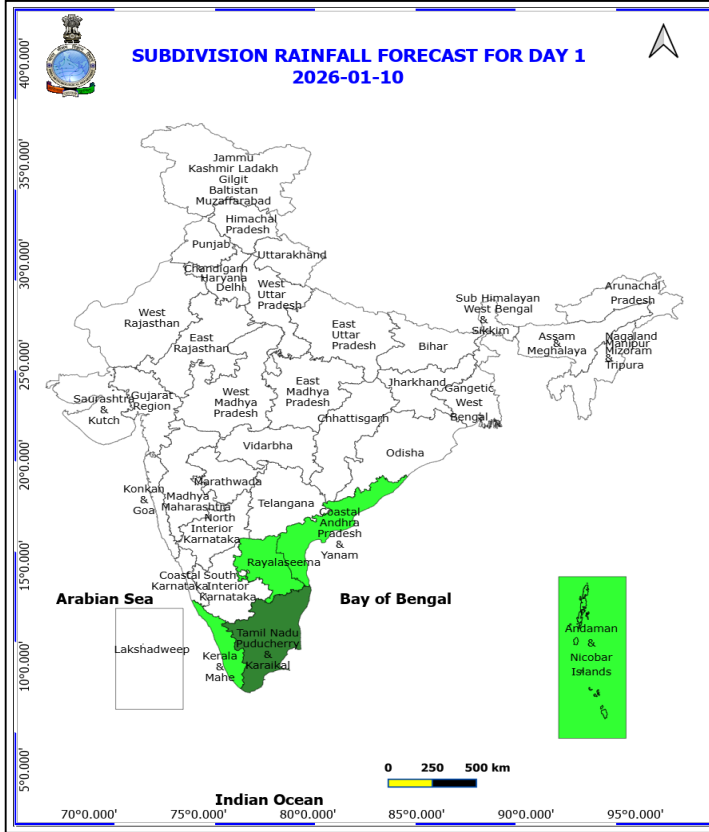 SUBDIVISION RAINFALL FORECAST FOR DAY 1
2026-01-10
40°0.000'
35°0.000'
30°0.000'
25°0.000'
20°0.000'
15°0.000'
10°0.000'
5°0.000'
Jammu
Kashmir Ladakh
Gilgit
Baltistan
Muzaffarabad
Himachal
Pradesh
Punjab
Uttarakhand
Chandigarh
Haryana
Delhi
West
Uttar
Pradesh
West
Rajasthan
East
Rajasthan
East
Uttar
Pradesh
Bihar
Sub Himalayan
West Bengal
&
Sikkim
Arunachal
Pradesh
Assam
&
Meghalaya
Nagaland
Manipur
Mizoram
&
Tripura
Saurashtra
&
Kutch
Gujarat
Region
West
Madhya
Pradesh
East
Madhya
Pradesh
Jharkhand
Gangetic
West
Bengal
Chhattisgarh
Odisha
Vidarbha
Konkan
&
Goa
Madhya
Maharashtra
Marathwada
Telangana
North
Interior
Karnataka
Coastal
Andhra
Pradesh
&
Yanam
Rayalaseema
Coastal
Karnataka
South
Interior
Karnataka
Arabian Sea
Bay of Bengal
Lakshadweep
Kerala
&
Mahe
Tamil Nadu
Puducherry
&
Karaikal
Andaman
&
Nicobar
Islands
0 250 500 km
Indian Ocean
70°0.000' 75°0.000' 80°0.000' 85°0.000' 90°0.000' 95°0.000'